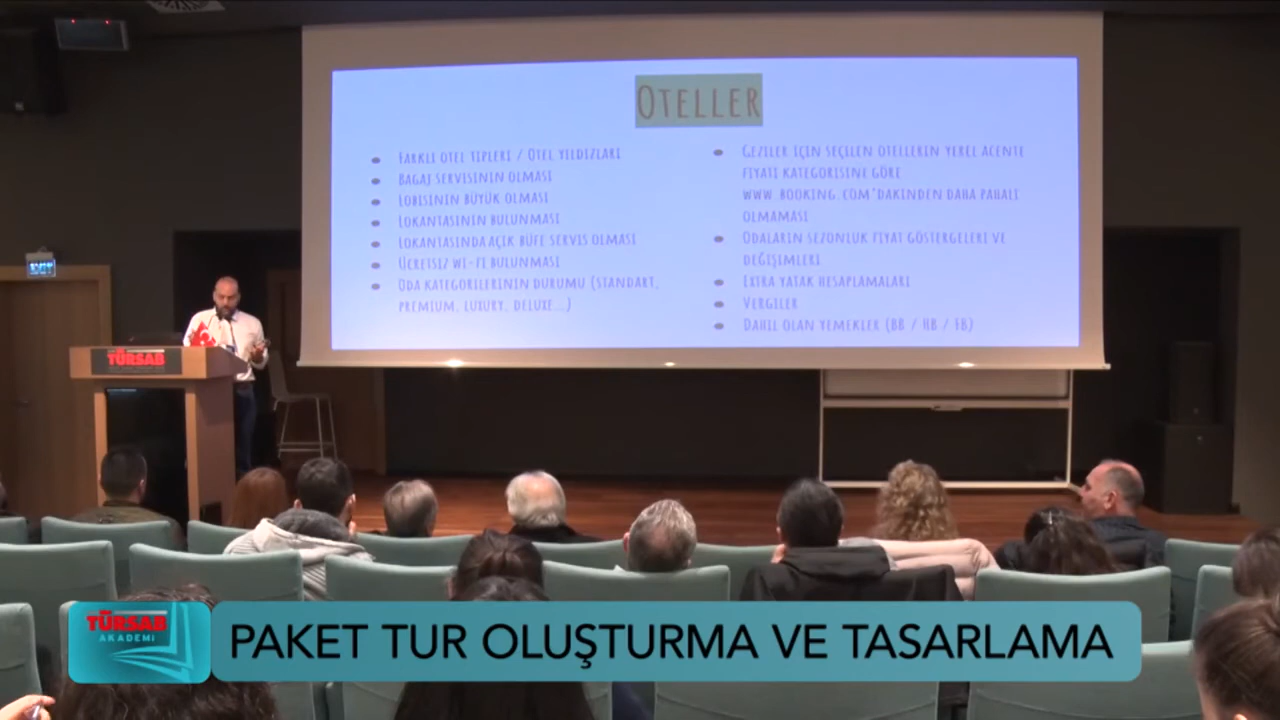 OTELLER
FARKLI OTEL TIPLERI / OTEL YILDIZLARI
BAGAJ SERVISININ OLMASI
LOBISININ BÜYÜK OLMASI
LOKANTASININ BULUNMASI
LOKANTASINDA AÇIK BÜFE SERVIS OLMASI
ÜCRETSIZ WI-FI BULUNMASI
ODA KATEGORILERININ DURUMU (STANDART,
PREMIUM, LUXURY, DELUXE...)
GEZILER IÇIN SEÇILEN OTELLERIN YEREL ACENTE
FIYATI KATEGORISINE GÖRE
WWW.BOOKING.COM'DAKINDEN DAHA PAHALI
OLMAMASI
ODALARIN SEZONLUK FIYAT GÖSTERGELERI VE
DEĞIŞIMLERI
EXTRA YATAK HESAPLAMALARI
VERGILER
DAHIL OLAN YEMEKLER (BB / HB / FB)
EXIT
TÜRSAB
TÜRSAB
AKADEMİ
PAKET TUR OLUŞTURMA VE TASARLAMA